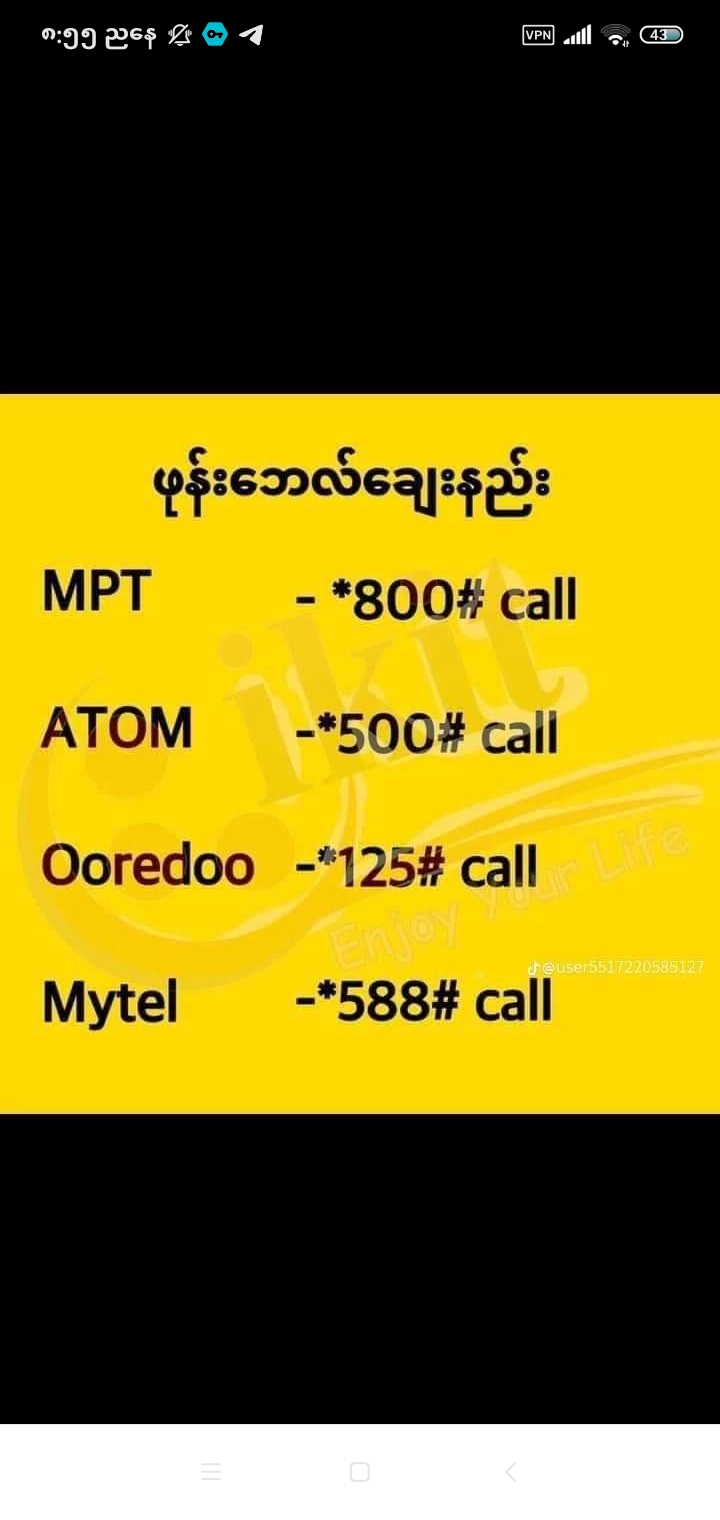 ၈:၅၅ ညနေ VPN 43
ဖုန်းဘေလ်ချေးနည်း
MPT - *800# call
ikit
ATOM -*500# call
Ooredoo -*125# call
Enjoy Your Life
@user5517220585127
Mytel -*588# call